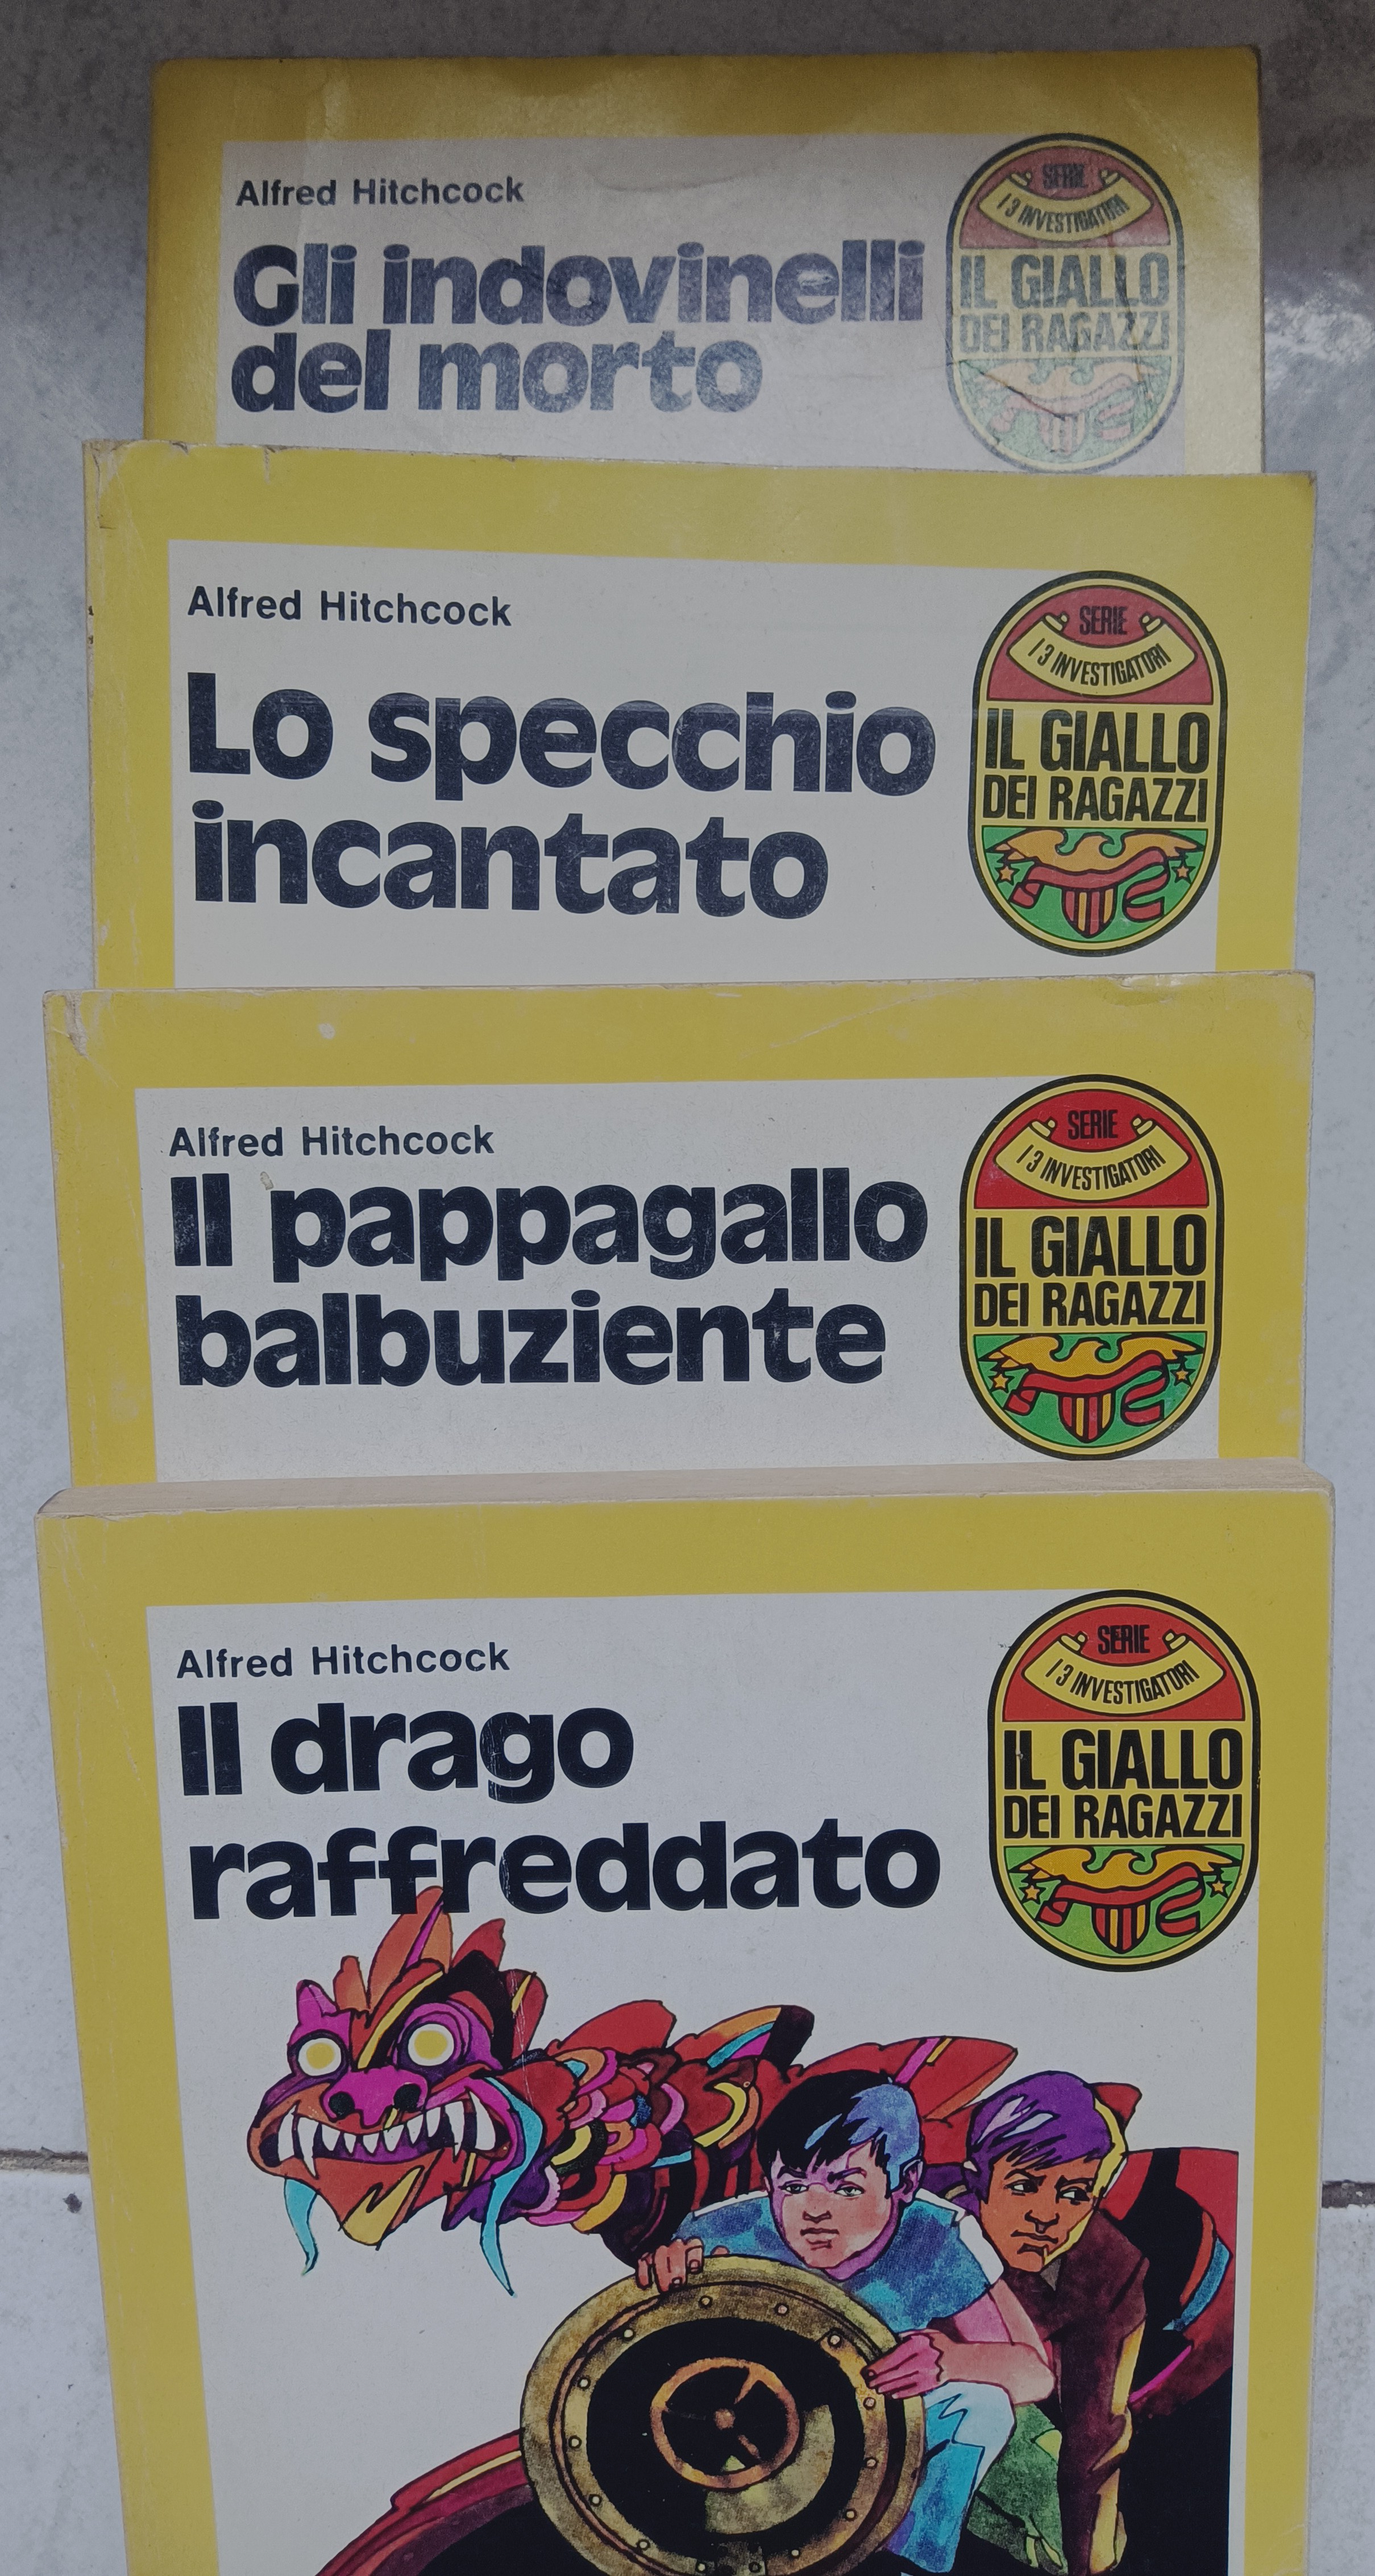 Alfred Hitchcock
Gli indovinelli
del morto
SERIE
I 3 INVESTIGATORI
IL GIALLO
DEI RAGAZZI
Alfred Hitchcock
Lo specchio
incantato
SERIE
I 3 INVESTIGATORI
IL GIALLO
DEI RAGAZZI
Alfred Hitchcock
Il pappagallo
balbuziente
SERIE
I 3 INVESTIGATORI
IL GIALLO
DEI RAGAZZI
Alfred Hitchcock
Il drago
raffreddato
SERIE
I 3 INVESTIGATORI
IL GIALLO
DEI RAGAZZI